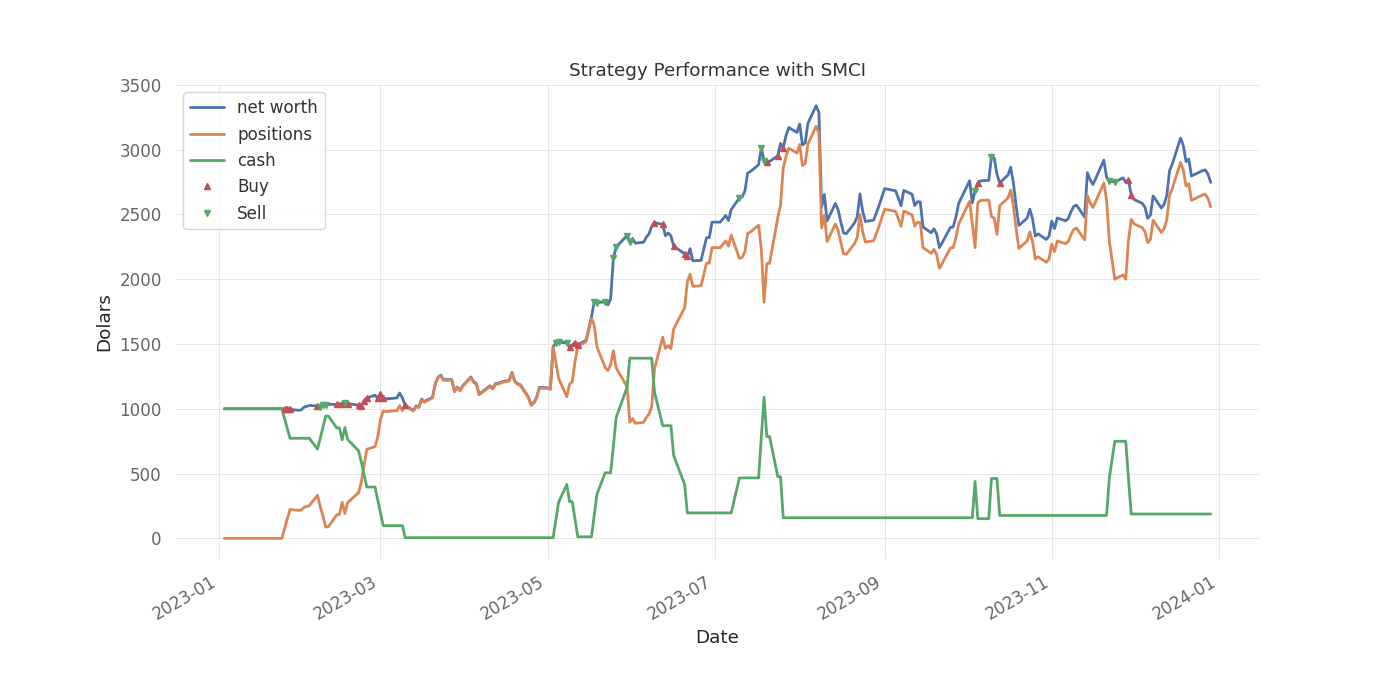 Strategy Performance with SMCI
3500
3000
2500
2000
1500
1000
500
0
Dolars
net worth
positions
cash
Buy
Sell
2023-01
2023-03
2023-05
2023-07
2023-09
2023-11
2024-01
Date